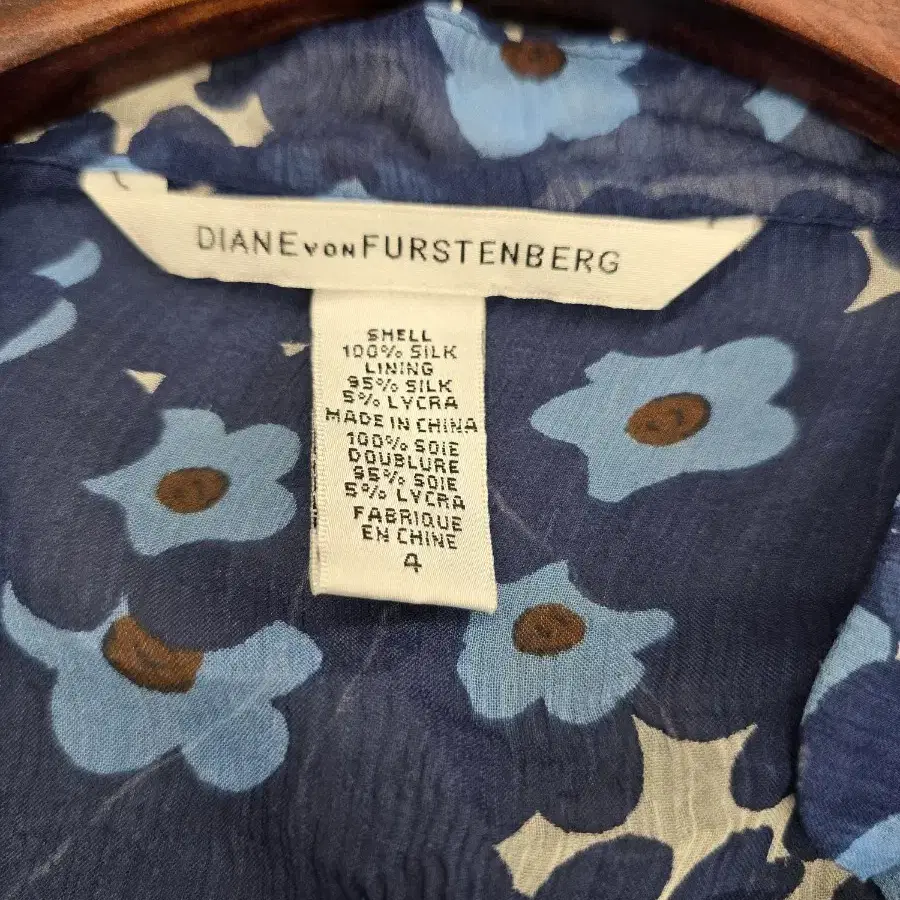 DIANE VON FURSTENBERG
SHELL
100% SILK
LINING
95% SILK
5% LYCRA
MADE IN CHINA
100% SOIE
DOUBLURE
95% SOIE
5% LYCRA
FABRIQUE
EN CHINE
4